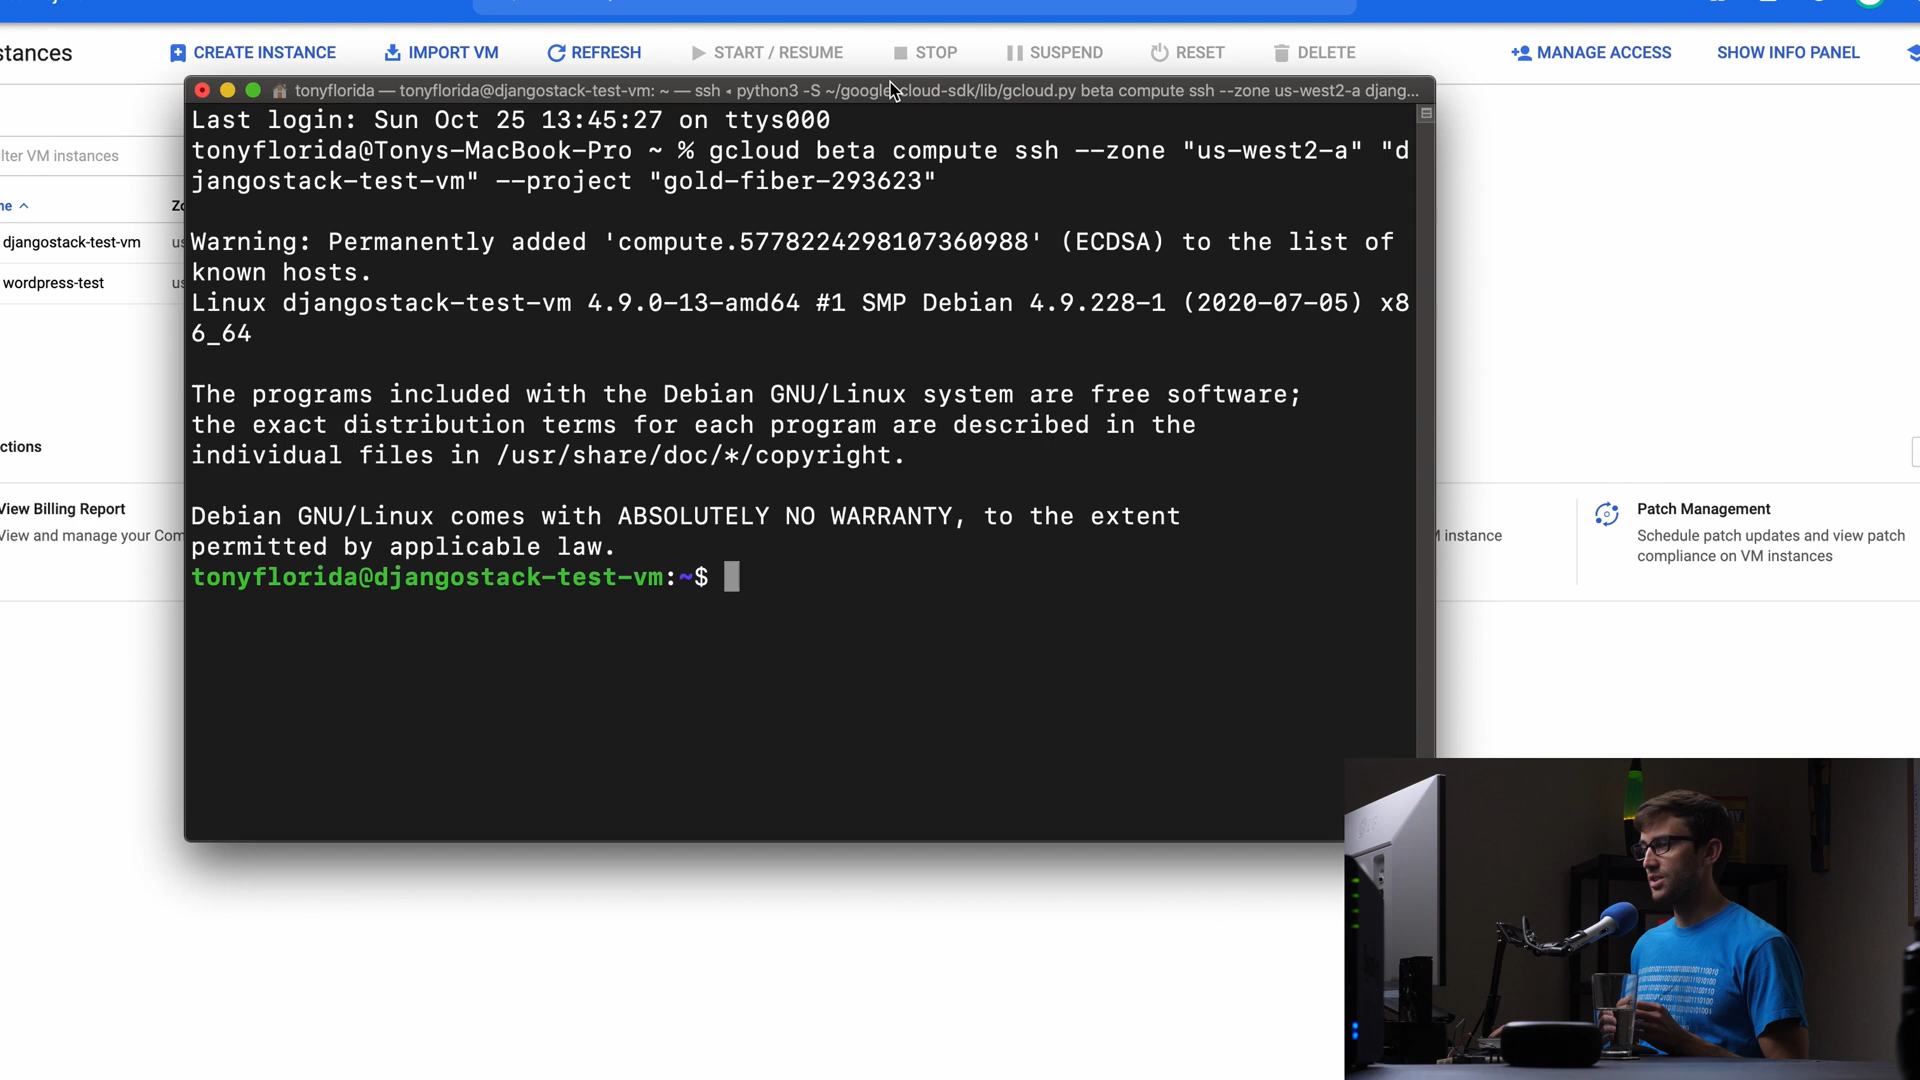 stances
CREATE INSTANCE
IMPORT VM
REFRESH
START / RESUME
STOP
SUSPEND
RESET
DELETE
MANAGE ACCESS
SHOW INFO PANEL
tonyflorida — tonyflorida@djangostack-test-vm: ~ — ssh ◂ python3 -S ~/google-cloud-sdk/lib/gcloud.py beta compute ssh --zone us-west2-a djang...
Last login: Sun Oct 25 13:45:27 on ttys000
tonyflorida@Tonys-MacBook-Pro ~ % gcloud beta compute ssh --zone "us-west2-a" "d
jangostack-test-vm" --project "gold-fiber-293623"
Warning: Permanently added 'compute.5778224298107360988' (ECDSA) to the list of
known hosts.
Linux djangostack-test-vm 4.9.0-13-amd64 #1 SMP Debian 4.9.228-1 (2020-07-05) x8
6_64
The programs included with the Debian GNU/Linux system are free software;
the exact distribution terms for each program are described in the
individual files in /usr/share/doc/*/copyright.
Debian GNU/Linux comes with ABSOLUTELY NO WARRANTY, to the extent
permitted by applicable law.
tonyflorida@djangostack-test-vm:~$
lter VM instances
me
Zo
djangostack-test-vm
us
wordpress-test
us
ctions
View Billing Report
View and manage your Com
M instance
Patch Management
Schedule patch updates and view patch
compliance on VM instances